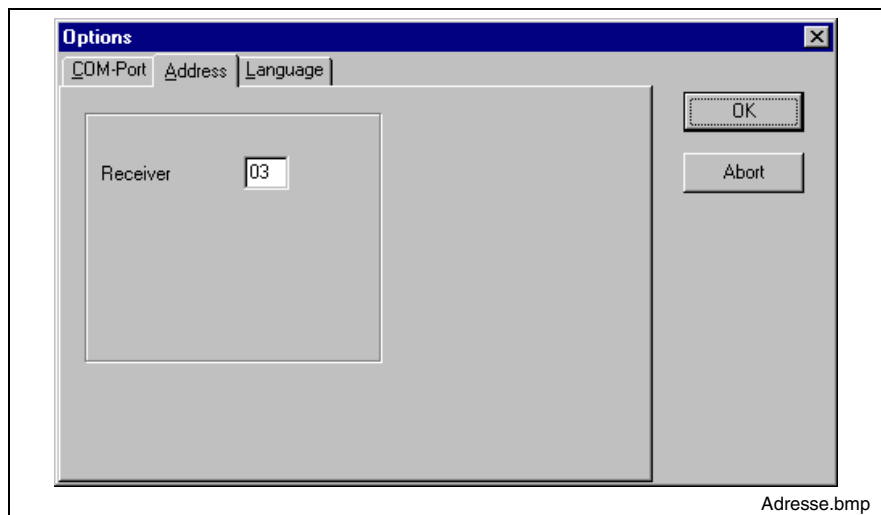 Options
COM-Port Address Language
OK
Receiver 03
Abort
Adresse.bmp